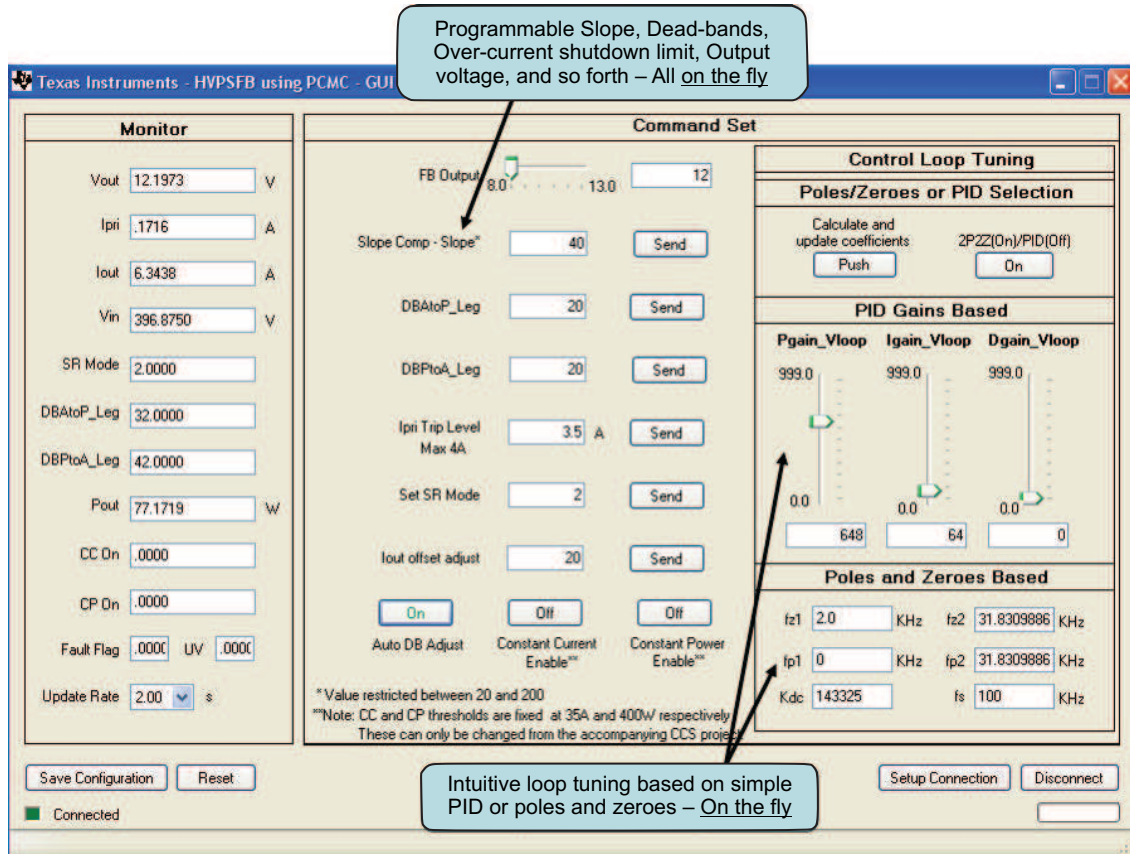 Programmable Slope, Dead-bands,
Over-current shutdown limit, Output
voltage, and so forth – All on the fly
Texas Instruments - HVPSFB using PCMC - GUI
Monitor
Vout 12.1973 V
Ipri .1716 A
Iout 6.3438 A
Vin 396.8750 V
SR Mode 2.0000
DBAtoP_Leg 32.0000
DBPtoA_Leg 42.0000
Pout 77.1719 W
CC On .0000
CP On .0000
Fault Flag .000 UV .000
Update Rate 2.00 s
Command Set
FB Output 8.0 13.0 12
Slope Comp - Slope* 40 Send
DBAtoP_Leg 20 Send
DBPtoA_Leg 20 Send
Ipri Trip Level
Max 4A
3.5 A Send
Set SR Mode 2 Send
Iout offset adjust 20 Send
On Off Off
Auto DB Adjust Constant Current Constant Power
Enable** Enable**
* Value restricted between 20 and 200
**Note: CC and CP thresholds are fixed at 35A and 400W respectively
These can only be changed from the accompanying CCS project
Control Loop Tuning
Poles/Zeroes or PID Selection
Calculate and
update coefficients 2P2Z(On)/PID(Off)
Push On
PID Gains Based
Pgain_Vloop Igain_Vloop Dgain_Vloop
999.0 999.0 999.0
0.0 0.0 0.0
648 64 0
Poles and Zeroes Based
fz1 2.0 KHz fz2 31.8309886 KHz
fp1 0 KHz fp2 31.8309886 KHz
Kdc 143325 fs 100 KHz
Intuitive loop tuning based on simple
PID or poles and zeroes – On the fly
Save Configuration Reset
Setup Connection Disconnect
Connected